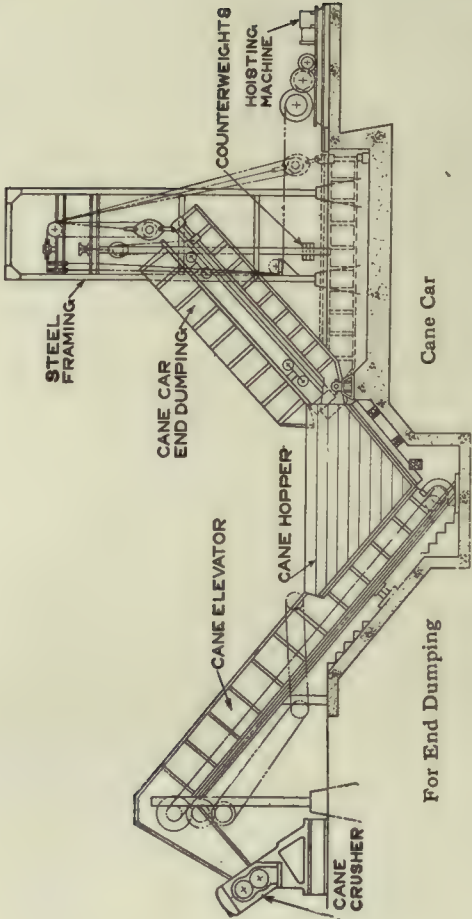 STEEL
FRAMING
CANE CAR
END DUMPING
COUNTERWEIGHTS
HOISTING
MACHINE
CANE ELEVATOR
CANE HOPPER
CANE
CRUSHER
For End Dumping
Cane Car